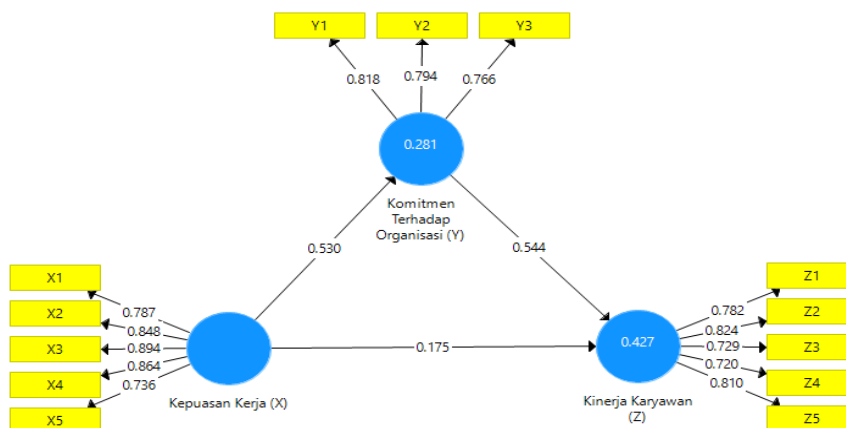 Y1
Y2
Y3
0.818
0.794
0.766
0.281
Komitmen
Terhadap
Organisasi (Y)
0.530
0.544
X1
X2
X3
X4
X5
0.787
0.848
0.894
0.864
0.736
Kepuasan Kerja (X)
0.175
0.427
Kinerja Karyawan
(Z)
0.782
0.824
0.729
0.720
0.810
Z1
Z2
Z3
Z4
Z5